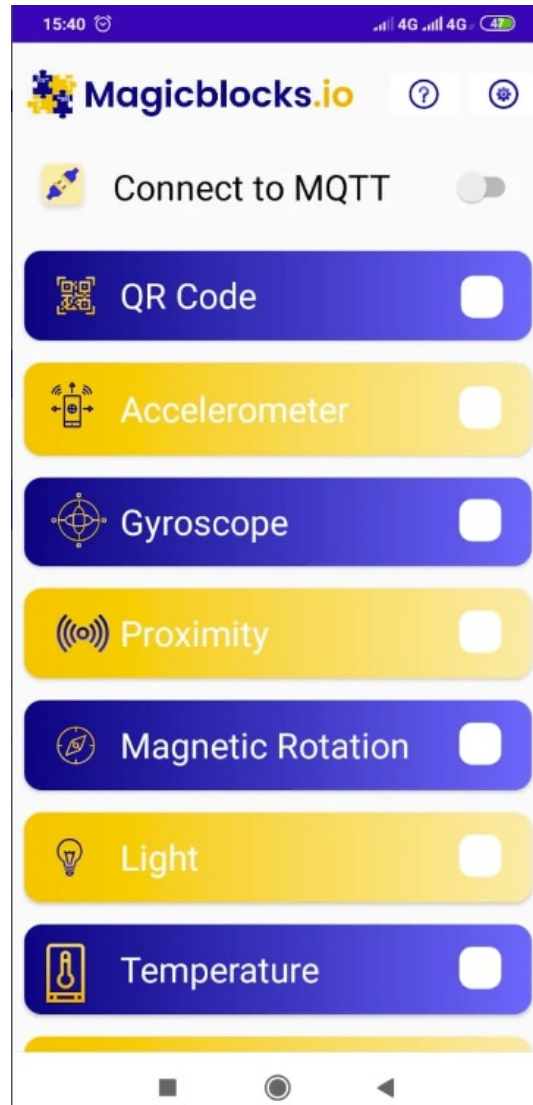 15:40 4G 4G 47
Magicblocks.io ?
Connect to MQTT
QR Code
Accelerometer
Gyroscope
Proximity
Magnetic Rotation
Light
Temperature